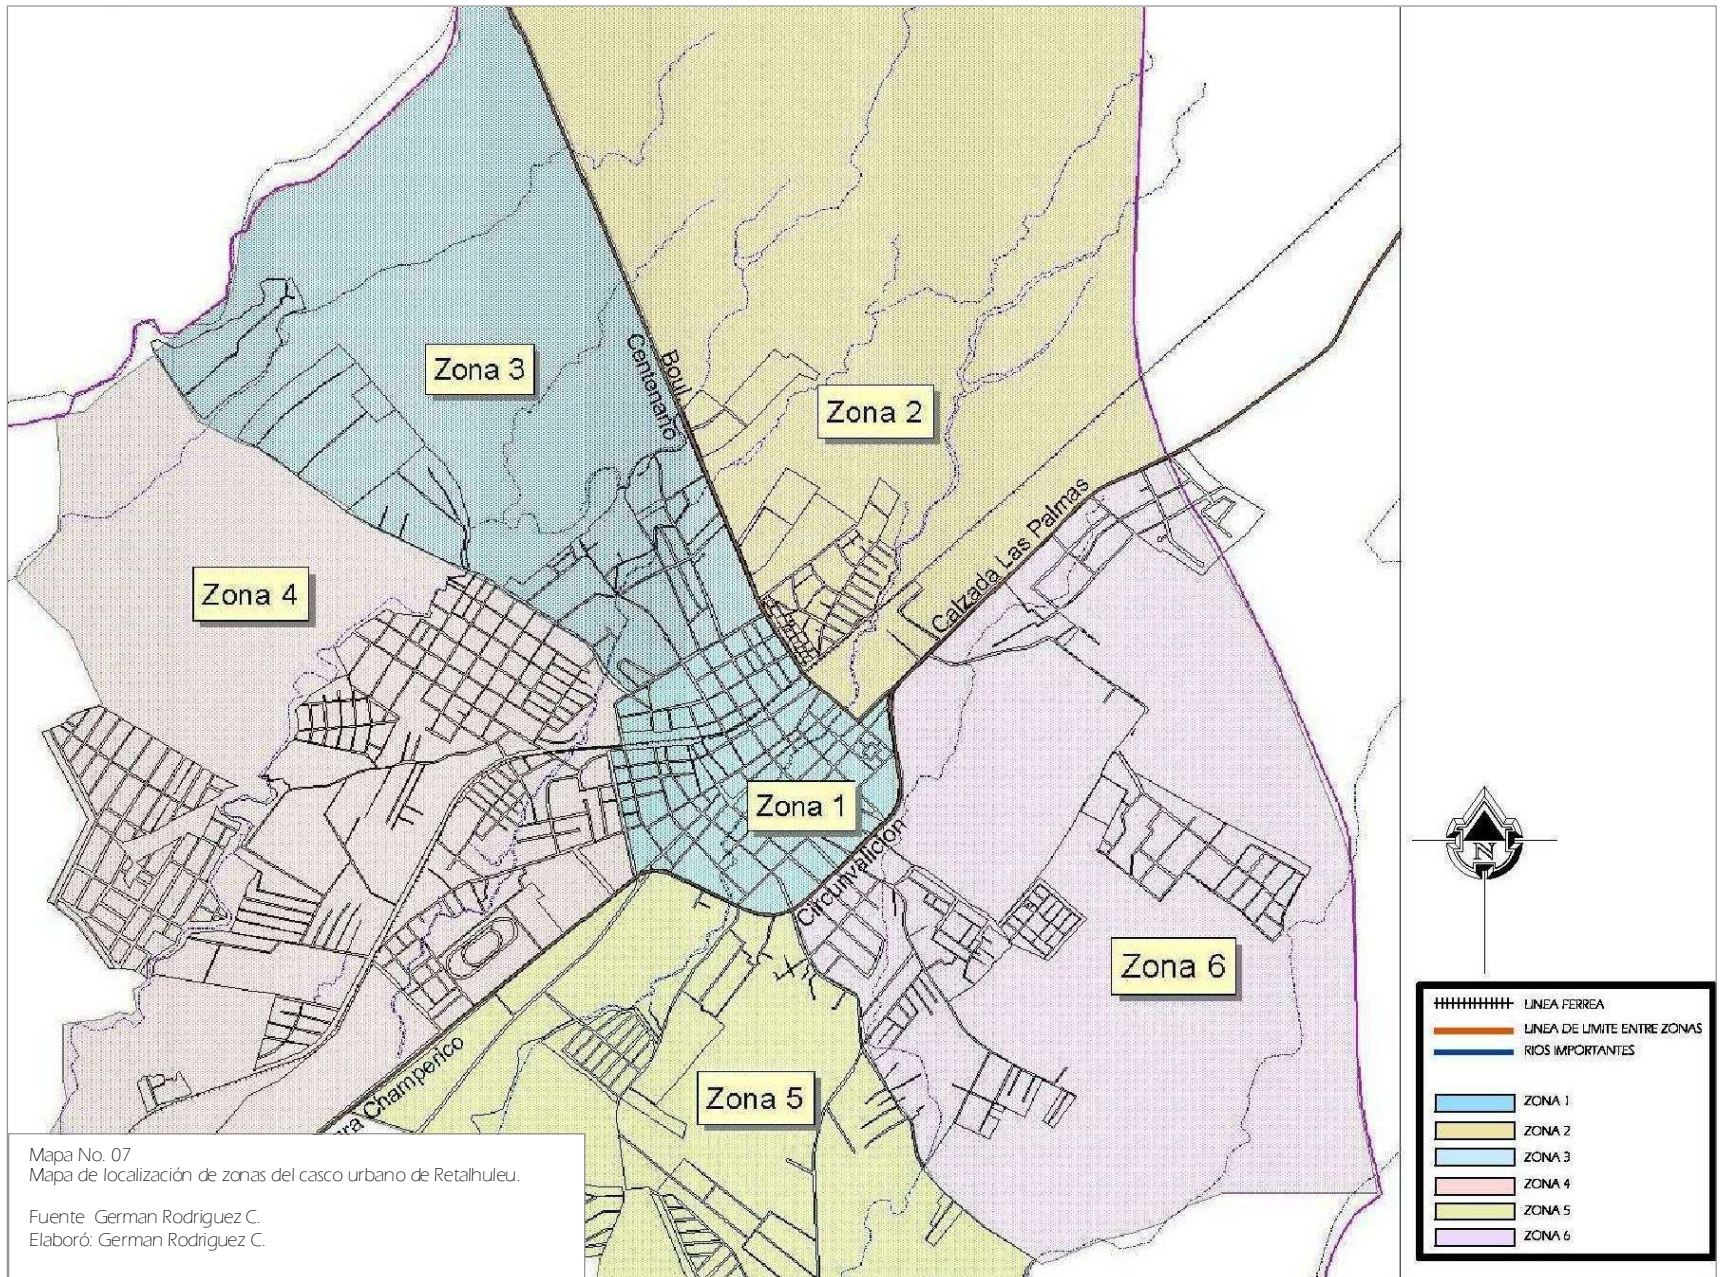 Zona 3
Boul.
Centenario
Zona 2
Calzada Las Palmas
Zona 4
Zona 1
Circunvalición
Zona 6
Zona 5
Champerico
N
LINEA FERREA
LINEA DE LIMITE ENTRE ZONAS
RIOS IMPORTANTES
ZONA 1
ZONA 2
ZONA 3
ZONA 4
ZONA 5
ZONA 6
Mapa No. 07
Mapa de localización de zonas del casco urbano de Retalhuleu.
Fuente German Rodriguez C.
Elaboró: German Rodriguez C.